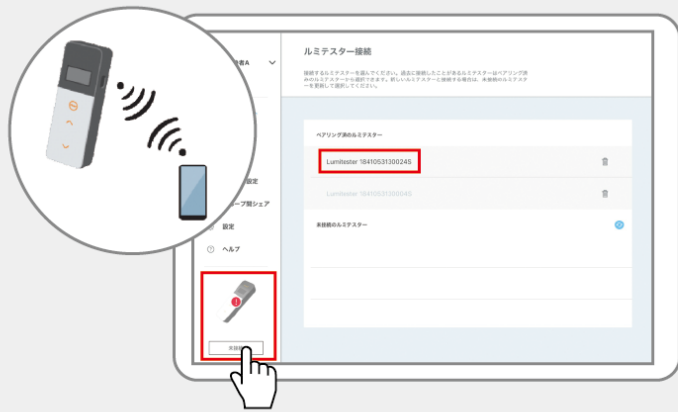 者A
設定
ープ間シェア
設定
ヘルプ
ルミテスター接続
接続するルミテスターを選んでください。過去に接続したことがあるルミテスターはペアリング済
みのルミテスターから選択できます。新しいルミテスターと接続する場合は、未接続のルミテスタ
ーを更新して選択してください。
ペアリング済のルミテスター
Lumitester 18410531300245
Lumitester 18410531300245
未接続のルミテスター